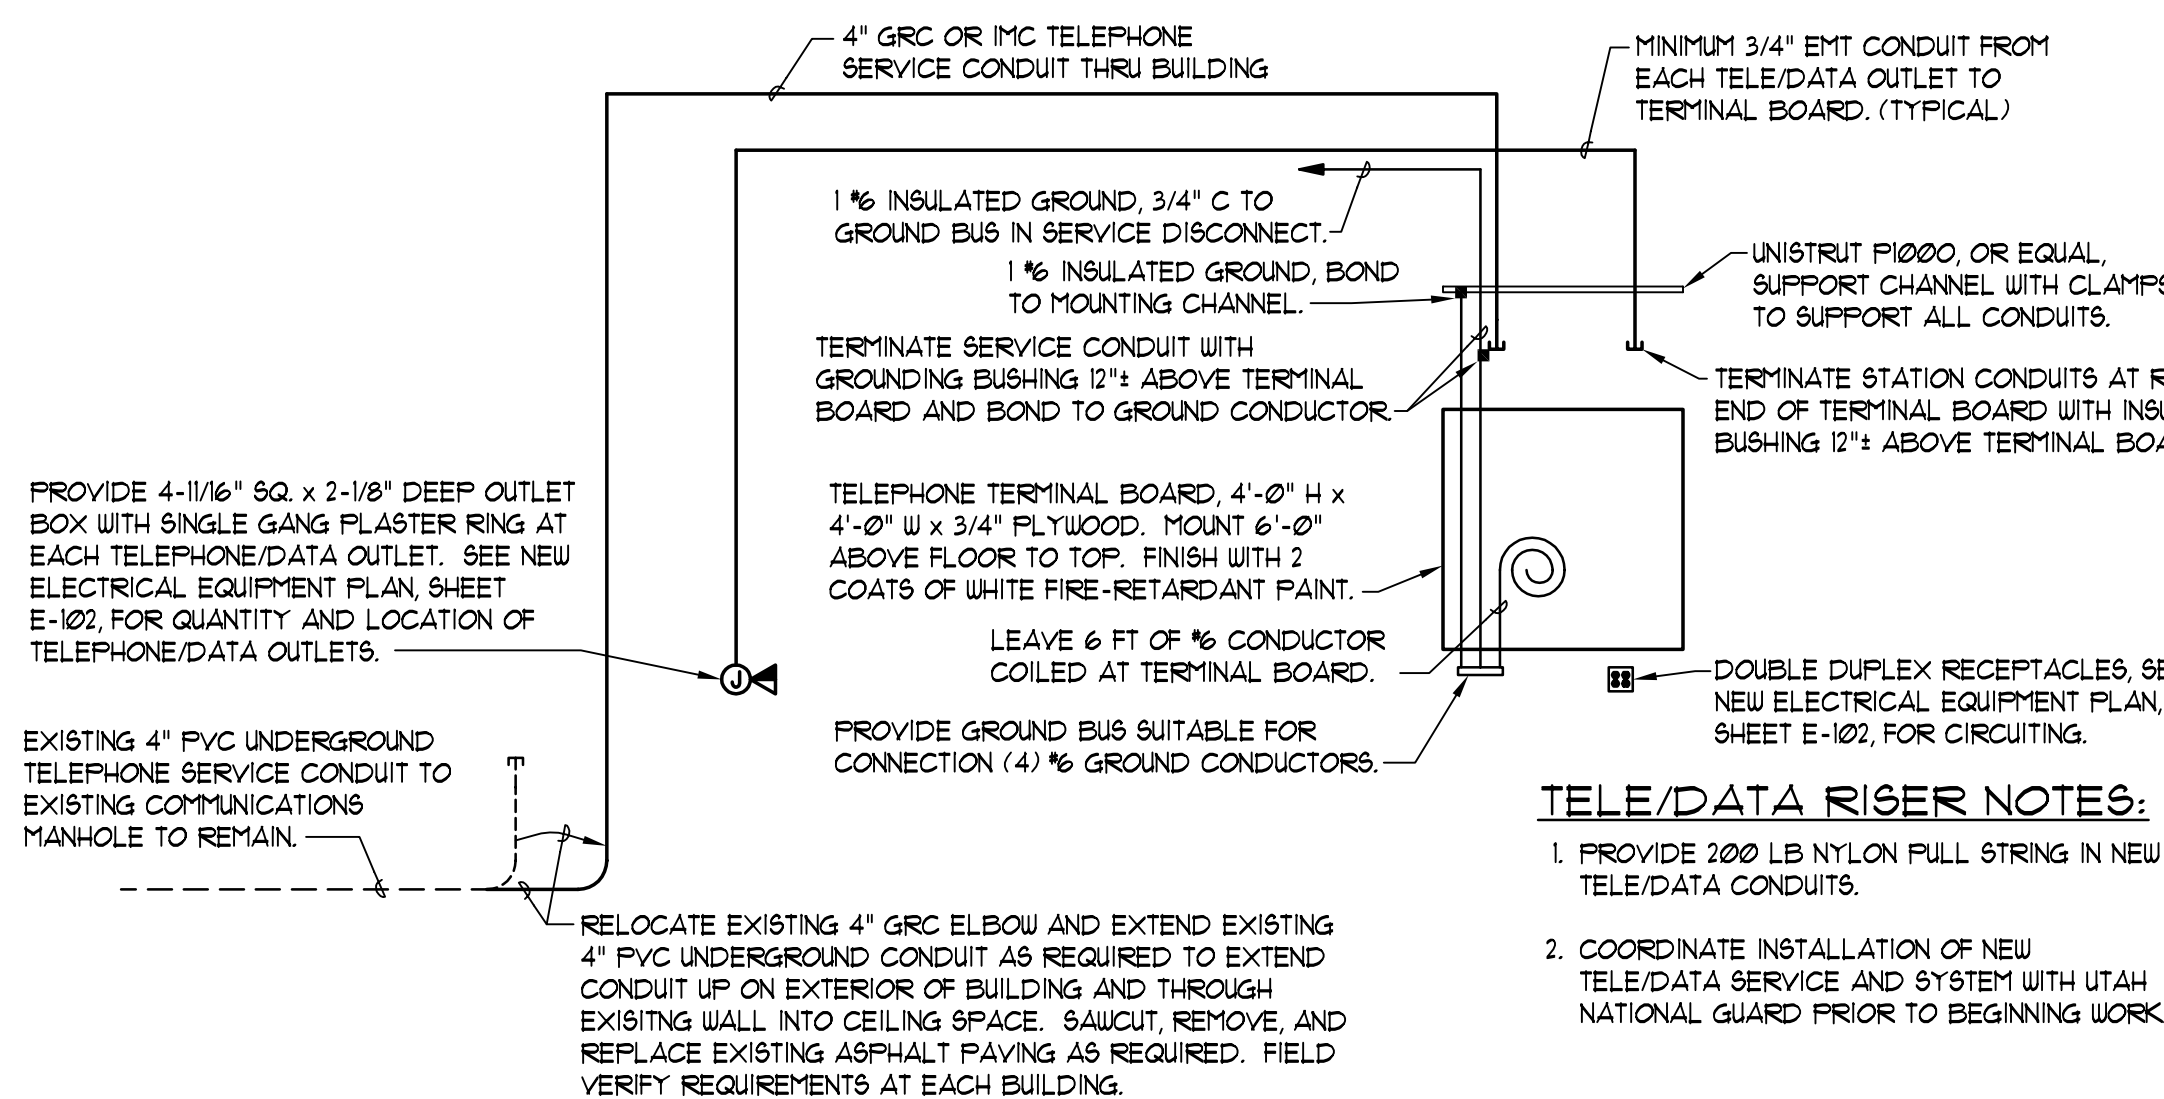 4" GRC OR IMC TELEPHONE
SERVICE CONDUIT THRU BUILDING
MINIMUM 3/4" EMT CONDUIT FROM
EACH TELE/DATA OUTLET TO
TERMINAL BOARD. (TYPICAL)
1 #6 INSULATED GROUND, 3/4" C TO
GROUND BUS IN SERVICE DISCONNECT.
1 #6 INSULATED GROUND, BOND
TO MOUNTING CHANNEL.
UNISTRUT P1000, OR EQUAL,
SUPPORT CHANNEL WITH CLAMPS
TO SUPPORT ALL CONDUITS.
TERMINATE SERVICE CONDUIT WITH
GROUNDING BUSHING 12"± ABOVE TERMINAL
BOARD AND BOND TO GROUND CONDUCTOR.
TERMINATE STATION CONDUITS AT
END OF TERMINAL BOARD WITH
BUSHING 12"± ABOVE TERMINAL
PROVIDE 4-11/16" SQ. x 2-1/8" DEEP OUTLET
BOX WITH SINGLE GANG PLASTER RING AT
EACH TELEPHONE/DATA OUTLET. SEE NEW
ELECTRICAL EQUIPMENT PLAN, SHEET
E-102, FOR QUANTITY AND LOCATION OF
TELEPHONE/DATA OUTLETS.
TELEPHONE TERMINAL BOARD, 4'-0" H x
4'-0" W x 3/4" PLYWOOD. MOUNT 6'-0"
ABOVE FLOOR TO TOP. FINISH WITH 2
COATS OF WHITE FIRE-RETARDANT PAINT.
LEAVE 6 FT OF #6 CONDUCTOR
COILED AT TERMINAL BOARD.
J
DOUBLE DUPLEX RECEPTACLES,
NEW ELECTRICAL EQUIPMENT PLAN,
SHEET E-102, FOR CIRCUITING.
PROVIDE GROUND BUS SUITABLE FOR
CONNECTION (4) #6 GROUND CONDUCTORS.
EXISTING 4" PVC UNDERGROUND
TELEPHONE SERVICE CONDUIT TO
EXISTING COMMUNICATIONS
MANHOLE TO REMAIN.
RELOCATE EXISTING 4" GRC ELBOW AND EXTEND EXISTING
4" PVC UNDERGROUND CONDUIT AS REQUIRED TO EXTEND
CONDUIT UP ON EXTERIOR OF BUILDING AND THROUGH
EXISITNG WALL INTO CEILING SPACE. SAWCUT, REMOVE, AND
REPLACE EXISTING ASPHALT PAVING AS REQUIRED. FIELD
VERIFY REQUIREMENTS AT EACH BUILDING.
TELE/DATA RISER NOTES:
1. PROVIDE 200 LB NYLON PULL STRING IN NEW
TELE/DATA CONDUITS.
2. COORDINATE INSTALLATION OF NEW
TELE/DATA SERVICE AND SYSTEM WITH UTAH
NATIONAL GUARD PRIOR TO BEGINNING WORK